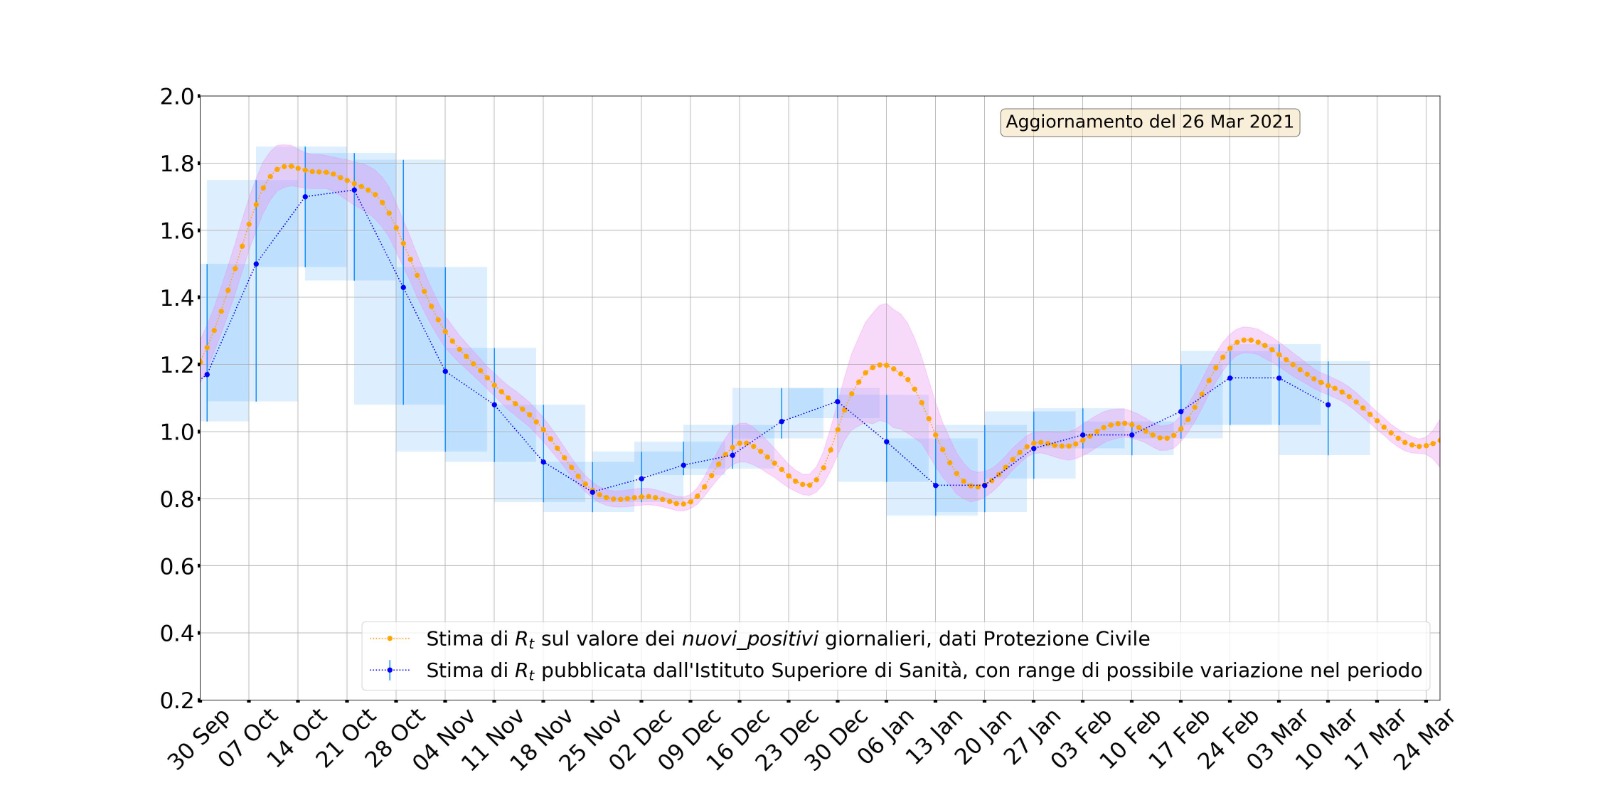 Aggiornamento del 26 Mar 2021
2.0
1.8
1.6
1.4
1.2
1.0
0.8
0.6
0.4
0.2
Stima di Rt sul valore dei nuovi_positivi giornalieri, dati Protezione Civile
Stima di Rt pubblicata dall'Istituto Superiore di Sanità, con range di possibile variazione nel periodo
30 Sep
07 Oct
14 Oct
21 Oct
28 Oct
04 Nov
11 Nov
18 Nov
25 Nov
02 Dec
09 Dec
16 Dec
23 Dec
30 Dec
06 Jan
13 Jan
20 Jan
27 Jan
03 Feb
10 Feb
17 Feb
24 Feb
03 Mar
10 Mar
17 Mar
24 Mar